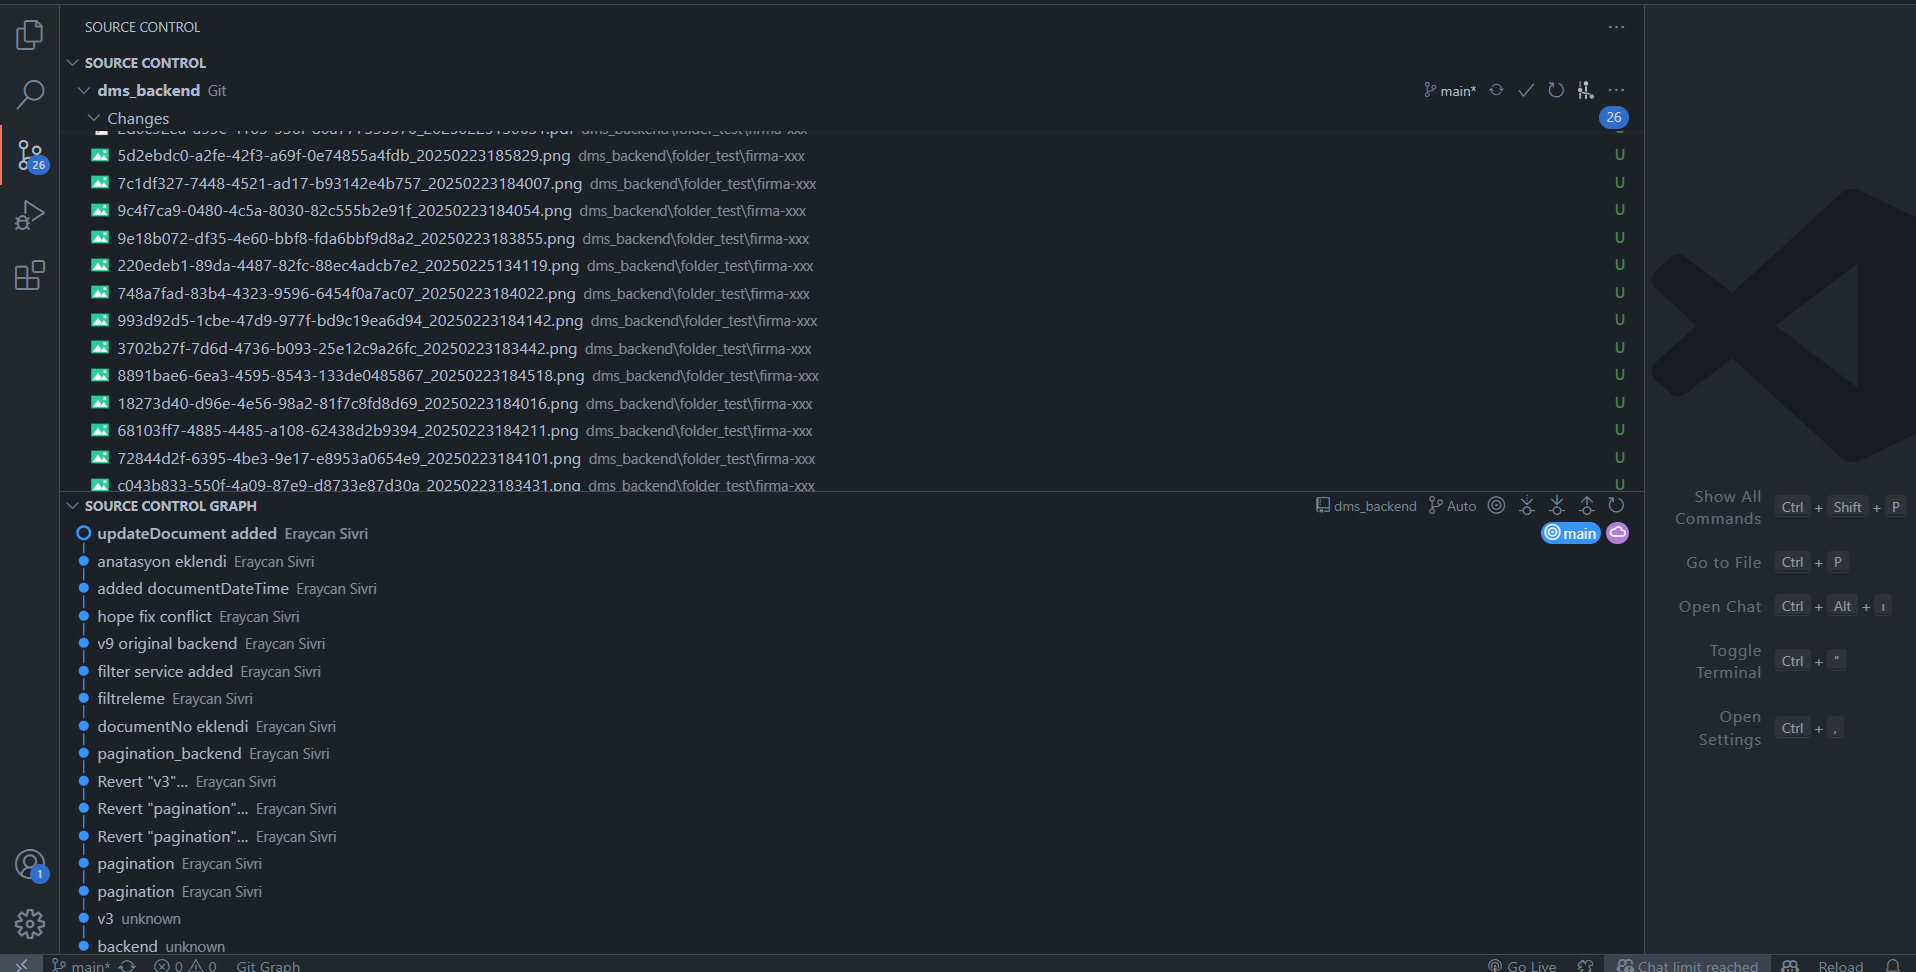 SOURCE CONTROL
SOURCE CONTROL
dms_backend Git main*
Changes 26
5d2ebdc0-a2fe-42f3-a69f-0e74855a4fdb_20250223185829.png dms_backend\folder_test\firma-xxx U
7c1df327-7448-4521-ad17-b93142e4b757_20250223184007.png dms_backend\folder_test\firma-xxx U
9c4f7ca9-0480-4c5a-8030-82c555b2e91f_20250223184054.png dms_backend\folder_test\firma-xxx U
9e18b072-df35-4e60-bbf8-fda6bbf9d8a2_20250223183855.png dms_backend\folder_test\firma-xxx U
220edeb1-89da-4487-82fc-88ec4adcb7e2_20250225134119.png dms_backend\folder_test\firma-xxx U
748a7fad-83b4-4323-9596-6454f0a7ac07_20250223184022.png dms_backend\folder_test\firma-xxx U
993d92d5-1cbe-47d9-977f-bd9c19ea6d94_20250223184142.png dms_backend\folder_test\firma-xxx U
3702b27f-7d6d-4736-b093-25e12c9a26fc_20250223183442.png dms_backend\folder_test\firma-xxx U
8891bae6-6ea3-4595-8543-133de0485867_20250223184518.png dms_backend\folder_test\firma-xxx U
18273d40-d96e-4e56-98a2-81f7c8fd8d69_20250223184016.png dms_backend\folder_test\firma-xxx U
68103ff7-4885-4485-a108-62438d2b9394_20250223184211.png dms_backend\folder_test\firma-xxx U
72844d2f-6395-4be3-9e17-e8953a0654e9_20250223184101.png dms_backend\folder_test\firma-xxx U
c043b833-550f-4a09-87e9-d8733e87d30a_20250223183431.png dms_backend\folder_test\firma-xxx U
SOURCE CONTROL GRAPH dms_backend Auto
updateDocument added Eraycan Sivri main
anatasyon eklendi Eraycan Sivri
added documentDateTime Eraycan Sivri
hope fix conflict Eraycan Sivri
v9 original backend Eraycan Sivri
filter service added Eraycan Sivri
filtreleme Eraycan Sivri
documentNo eklendi Eraycan Sivri
pagination_backend Eraycan Sivri
Revert "v3"... Eraycan Sivri
Revert "pagination"... Eraycan Sivri
Revert "pagination"... Eraycan Sivri
pagination Eraycan Sivri
pagination Eraycan Sivri
v3 unknown
backend unknown
26
1
Show All
Commands Ctrl + Shift + P
Go to File Ctrl + P
Open Chat Ctrl + Alt + ı
Toggle
Terminal Ctrl + "
Open
Settings Ctrl + ,
main* 0 0 Git Graph Go Live Chat limit reached Reload